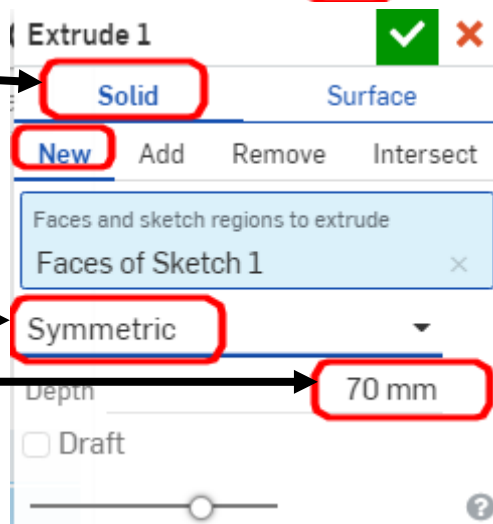 Extrude 1
Solid Surface
New Add Remove Intersect
Faces and sketch regions to extrude
Faces of Sketch 1
Symmetric
Depth 70 mm
Draft